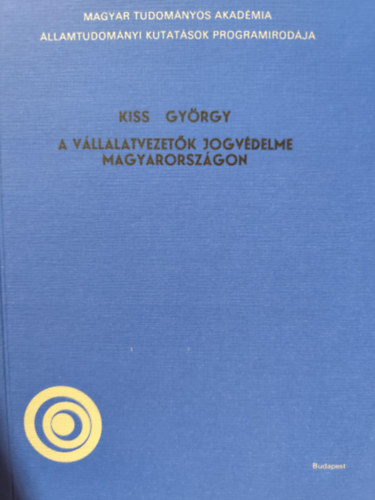 MAGYAR TUDOMÁNYOS AKADÉMIA
ÁLLAMTUDOMÁNYI KUTATÁSOK PROGRAMIRODÁJA
KISS GYÖRGY
A VÁLLALATVEZETŐK JOGVÉDELME
MAGYARORSZÁGON
Budapest